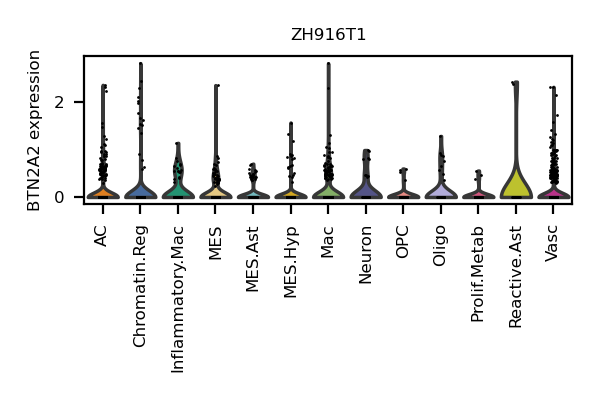 ZH916T1
BTN2A2 expression
2
0
AC
Chromatin.Reg
Inflammatory.Mac
MES
MES.Ast
MES.Hyp
Mac
Neuron
OPC
Oligo
Prolif.Metab
Reactive.Ast
Vasc